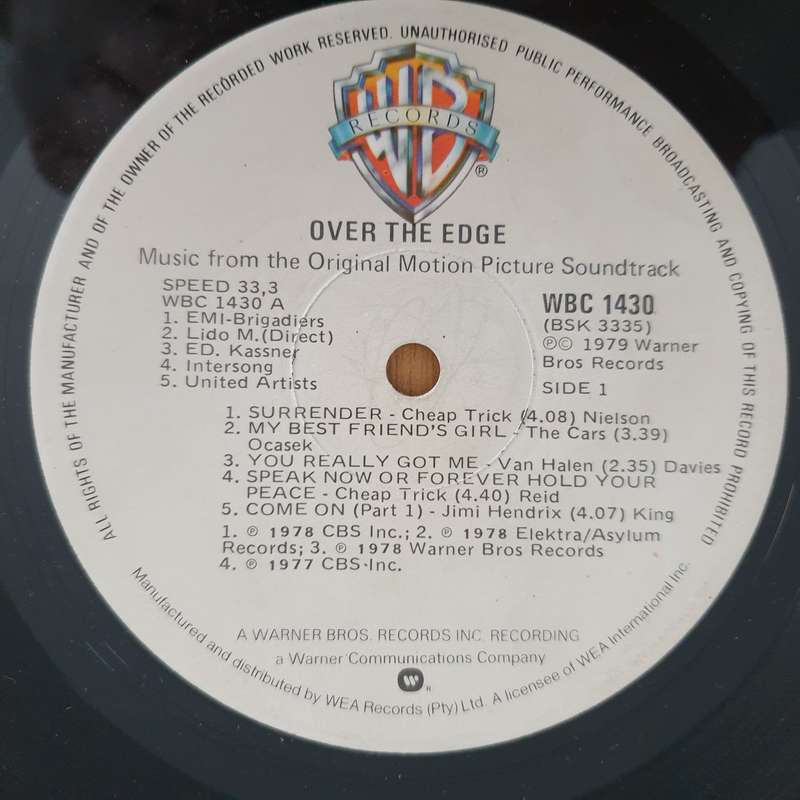 ALL RIGHTS OF THE MANUFACTURER AND OF THE OWNER OF THE RECORDED WORK RESERVED. UNAUTHORISED PUBLIC PERFORMANCE BROADCASTING AND COPYING OF THIS RECORD PROHIBITED
WB
RECORDS
®
OVER THE EDGE
Music from the Original Motion Picture Soundtrack
SPEED 33,3
WBC 1430 A
1. EMI-Brigadiers
2. Lido M.(Direct)
3. ED. Kassner
4. Intersong
5. United Artists
WBC 1430
(BSK 3335)
℗© 1979 Warner
Bros Records
SIDE 1
1. SURRENDER - Cheap Trick (4.08) Nielson
2. MY BEST FRIEND'S GIRL - The Cars (3.39)
Ocasek
3. YOU REALLY GOT ME - Van Halen (2.35) Davies
4. SPEAK NOW OR FOREVER HOLD YOUR
PEACE - Cheap Trick (4.40) Reid
5. COME ON (Part 1) - Jimi Hendrix (4.07) King
1. ℗ 1978 CBS Inc.; 2. ℗ 1978 Elektra/Asylum
Records; 3. ℗ 1978 Warner Bros Records
4. ℗ 1977 CBS·Inc.
A WARNER BROS. RECORDS INC. RECORDING
a Warner Communications Company
Manufactured and distributed by WEA Records (Pty) Ltd. A licensee of WEA International Inc.